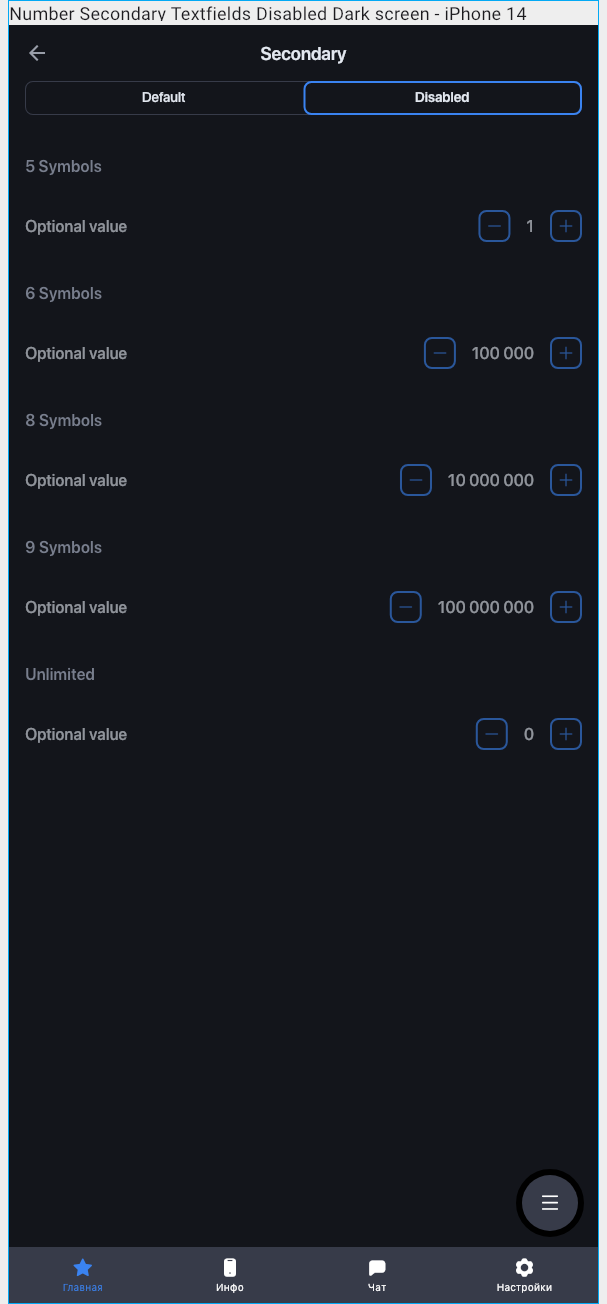 Number Secondary Textfields Disabled Dark screen - iPhone 14
Secondary
Default Disabled
5 Symbols
Optional value 1
6 Symbols
Optional value 100 000
8 Symbols
Optional value 10 000 000
9 Symbols
Optional value 100 000 000
Unlimited
Optional value 0
Главная Инфо Чат Настройки